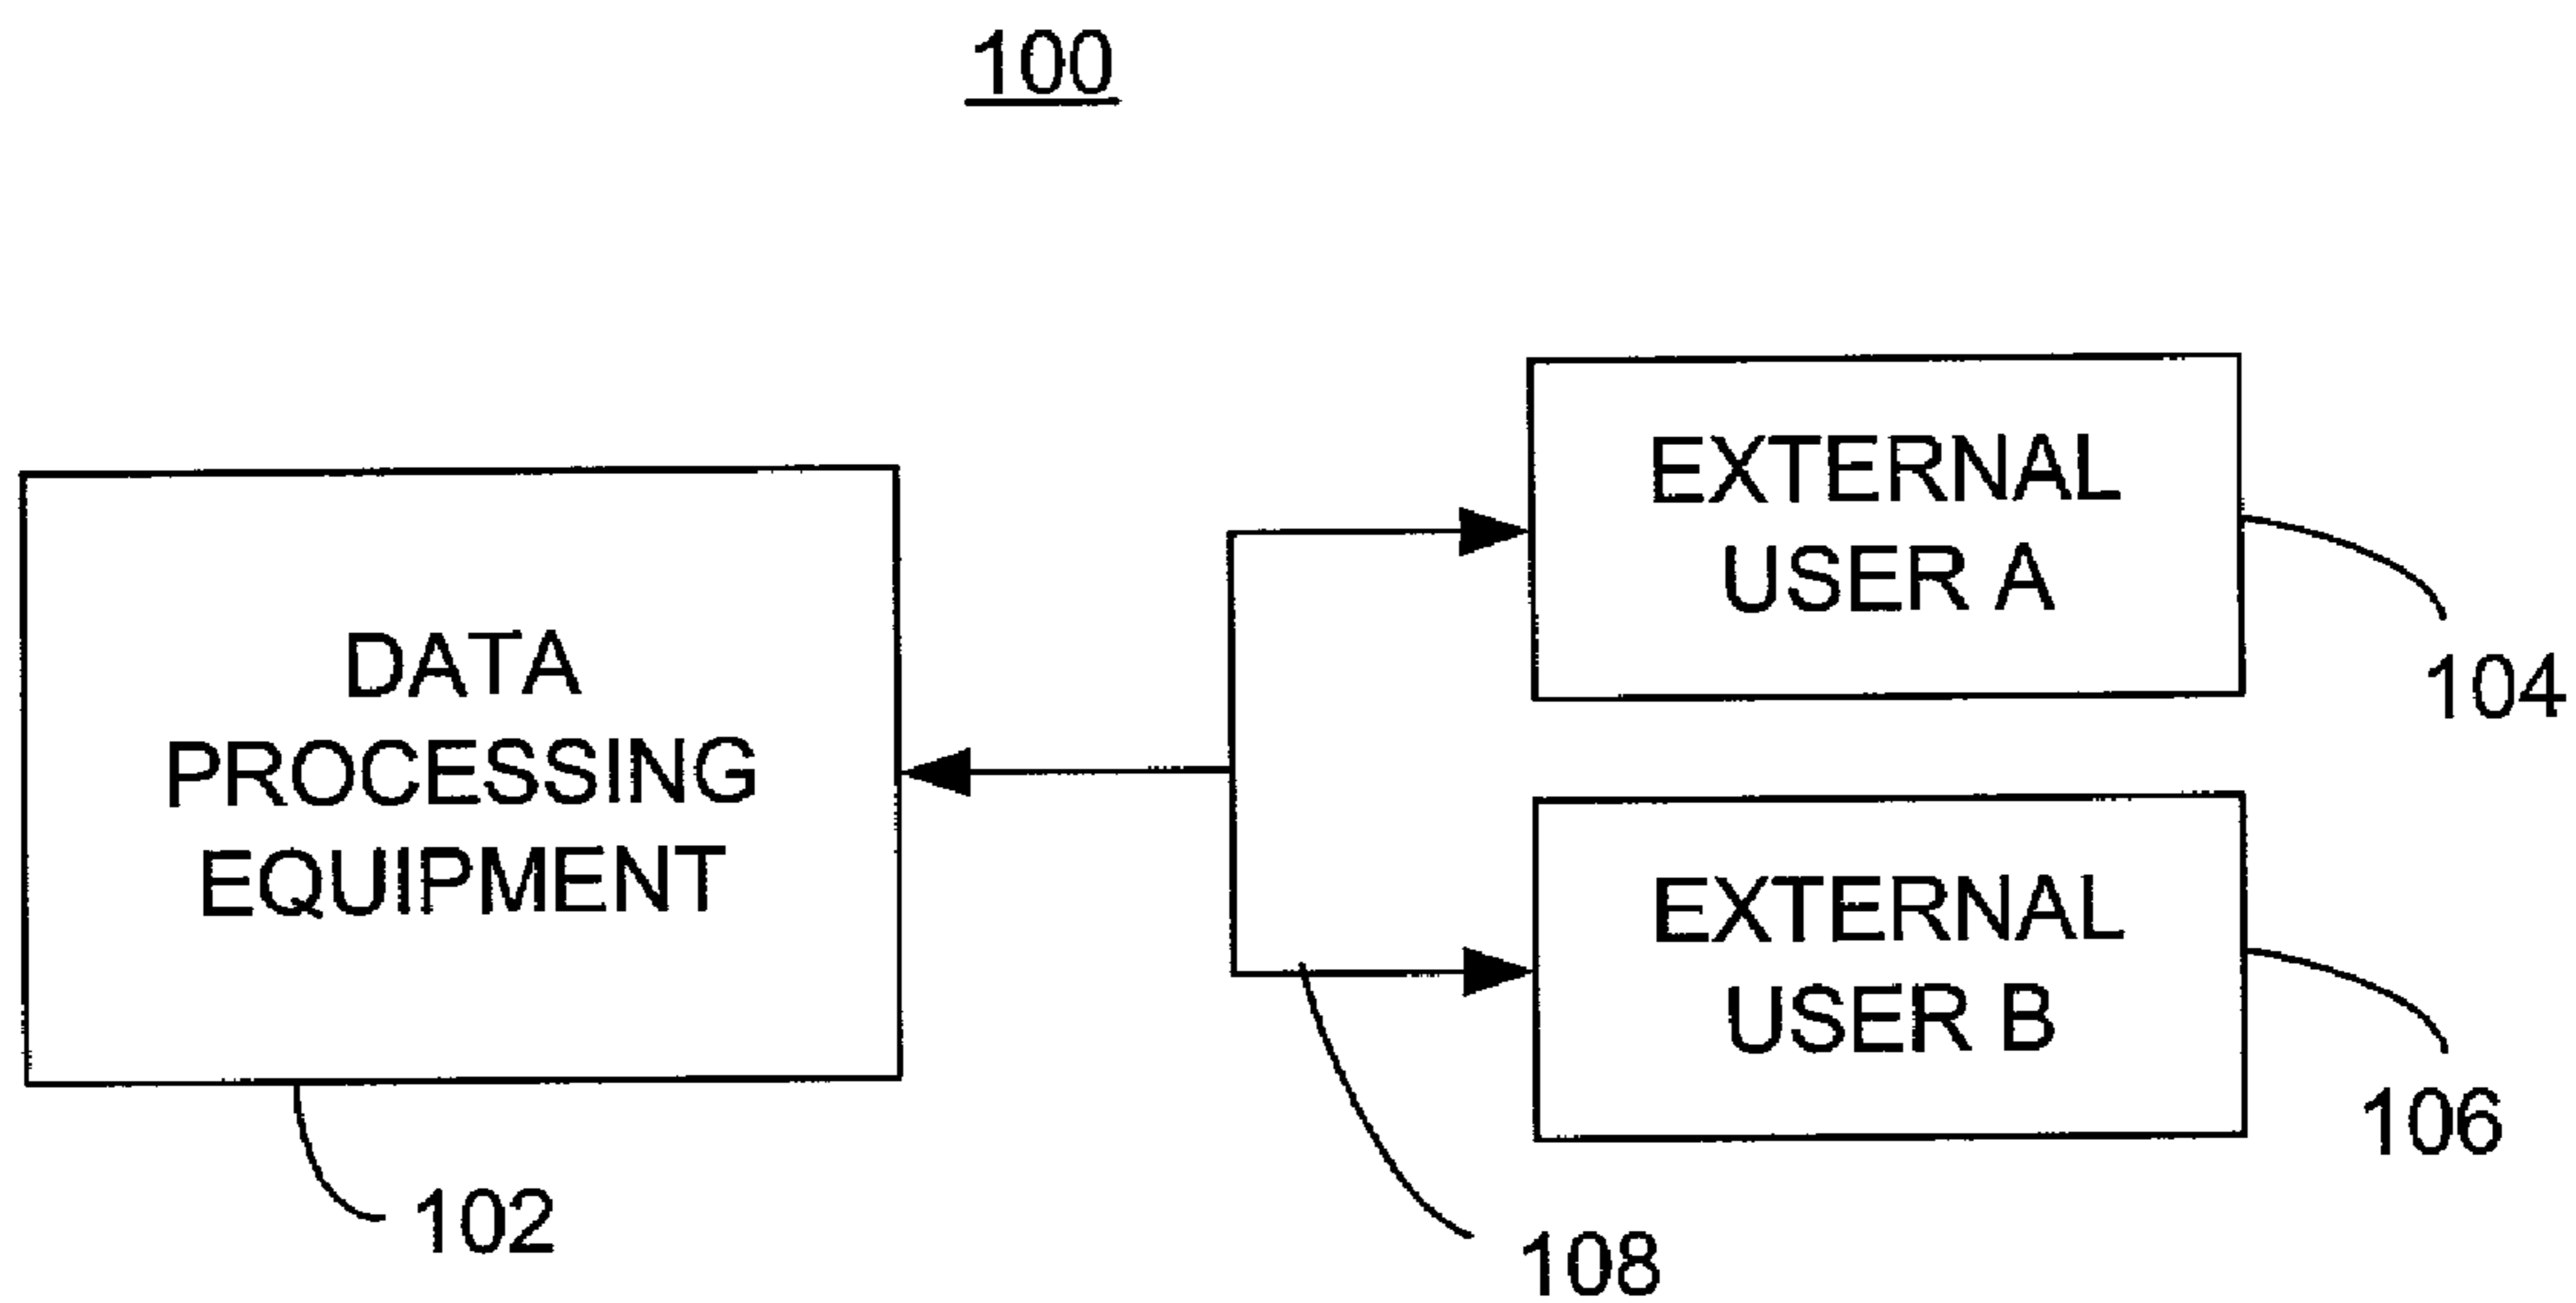 100
DATA
PROCESSING
EQUIPMENT
102
EXTERNAL
USER A
104
EXTERNAL
USER B
106
108